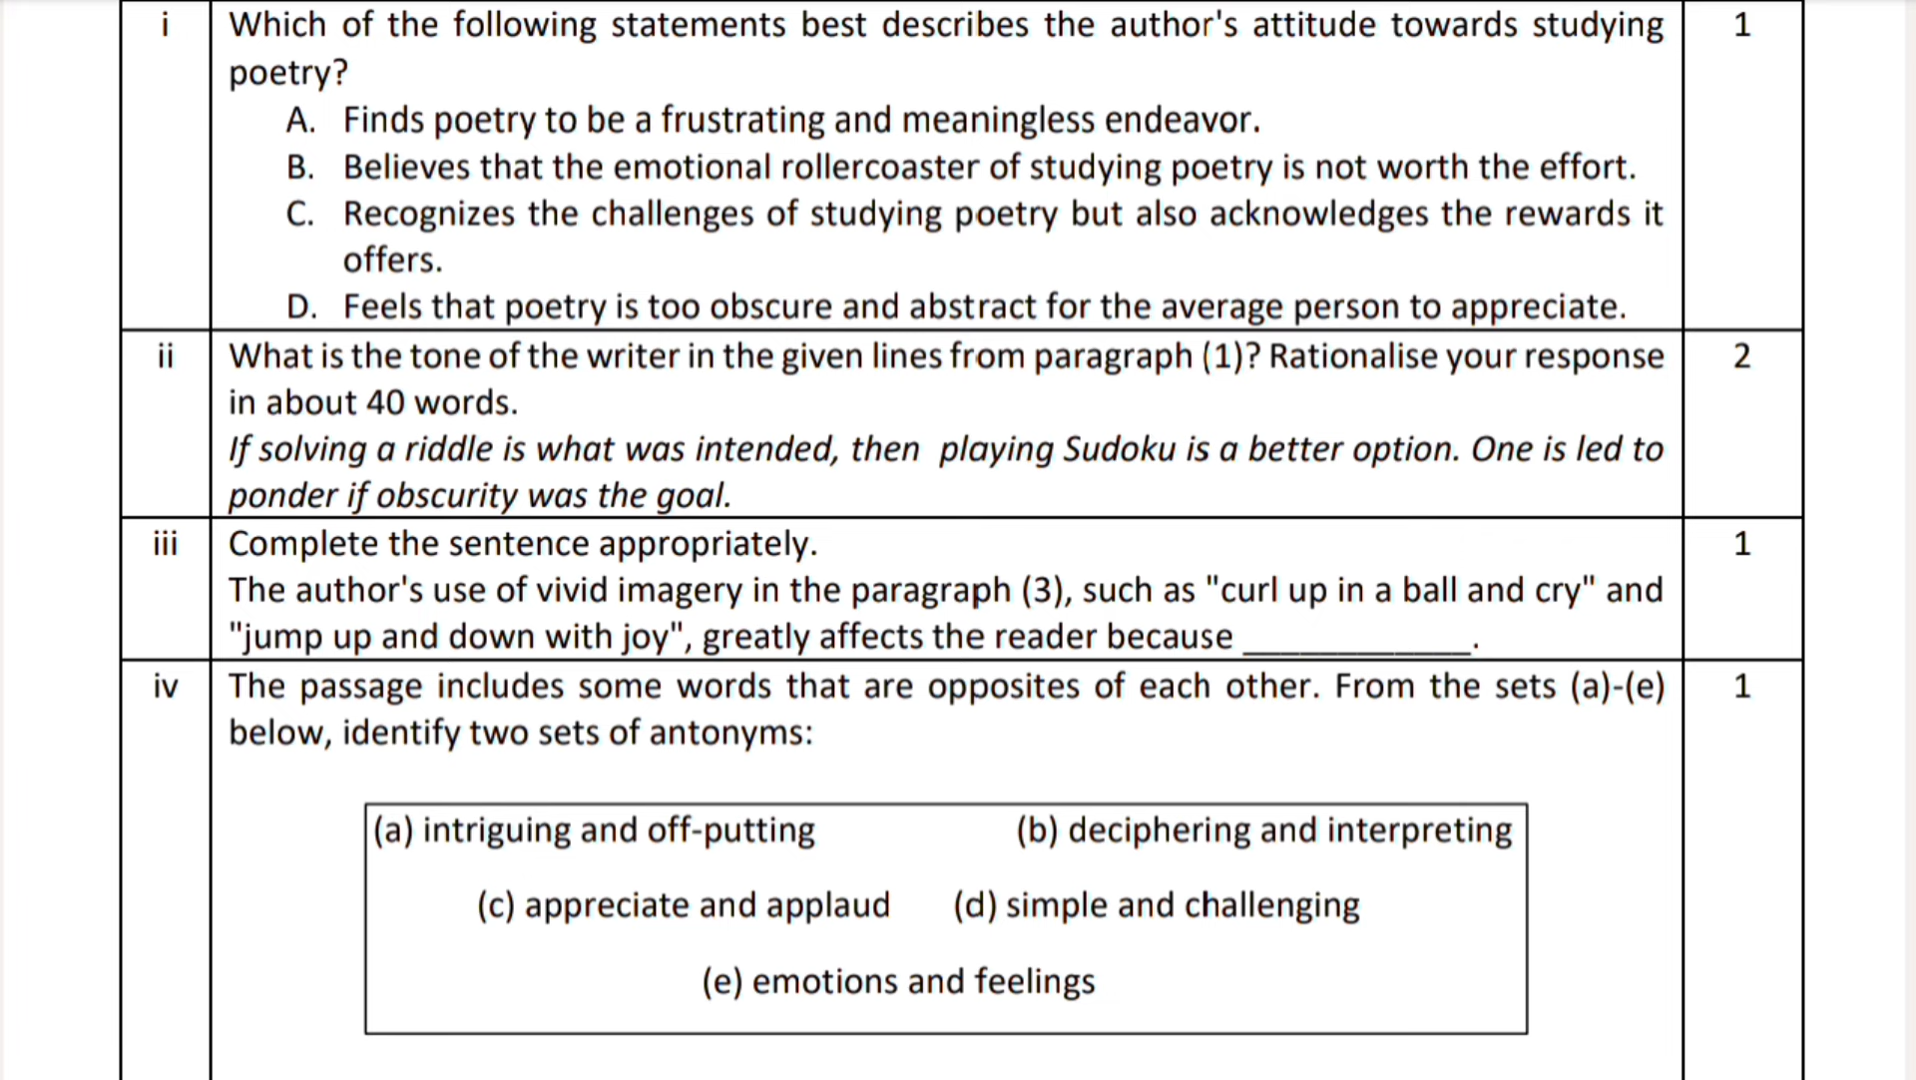 i Which of the following statements best describes the author's attitude towards studying 1
poetry?
A. Finds poetry to be a frustrating and meaningless endeavor.
B. Believes that the emotional rollercoaster of studying poetry is not worth the effort.
C. Recognizes the challenges of studying poetry but also acknowledges the rewards it
offers.
D. Feels that poetry is too obscure and abstract for the average person to appreciate.
ii What is the tone of the writer in the given lines from paragraph (1)? Rationalise your response 2
in about 40 words.
If solving a riddle is what was intended, then playing Sudoku is a better option. One is led to
ponder if obscurity was the goal.
iii Complete the sentence appropriately. 1
The author's use of vivid imagery in the paragraph (3), such as "curl up in a ball and cry" and
"jump up and down with joy", greatly affects the reader because ____________.
iv The passage includes some words that are opposites of each other. From the sets (a)-(e) 1
below, identify two sets of antonyms:
(a) intriguing and off-putting (b) deciphering and interpreting
(c) appreciate and applaud (d) simple and challenging
(e) emotions and feelings